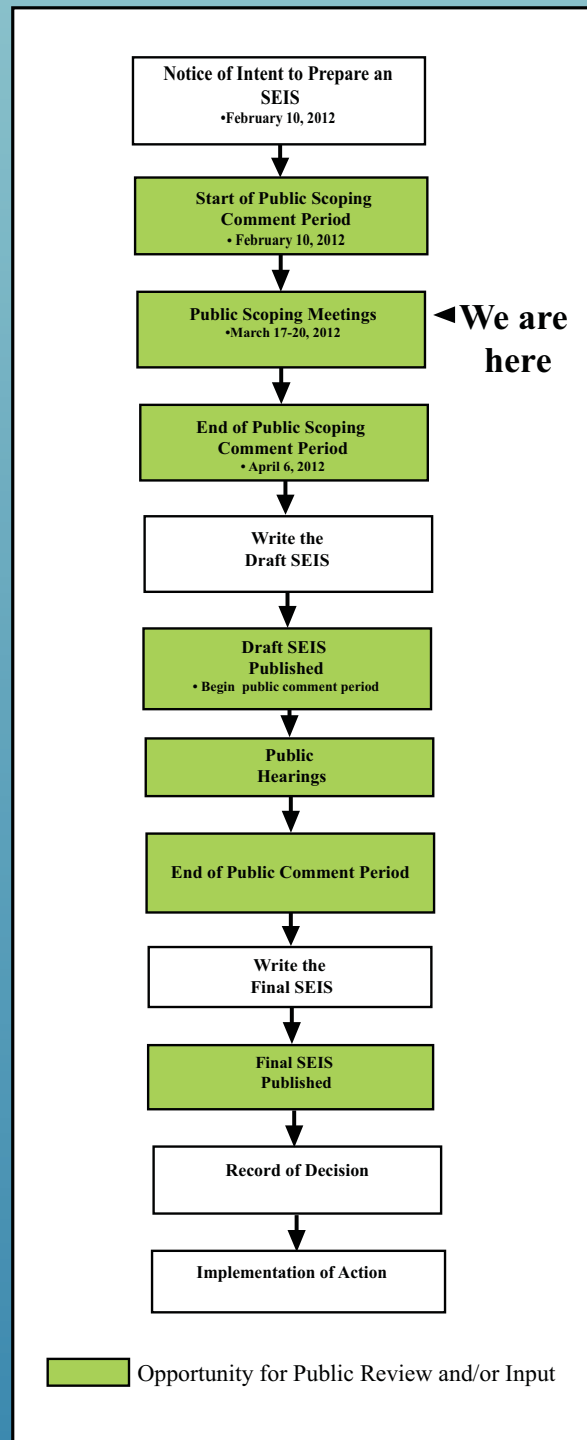 Notice of Intent to Prepare an
SEIS
•February 10, 2012
Start of Public Scoping
Comment Period
• February 10, 2012
Public Scoping Meetings
•March 17-20, 2012
We are
here
End of Public Scoping
Comment Period
• April 6, 2012
Write the
Draft SEIS
Draft SEIS
Published
• Begin public comment period
Public
Hearings
End of Public Comment Period
Write the
Final SEIS
Final SEIS
Published
Record of Decision
Implementation of Action
Opportunity for Public Review and/or Input